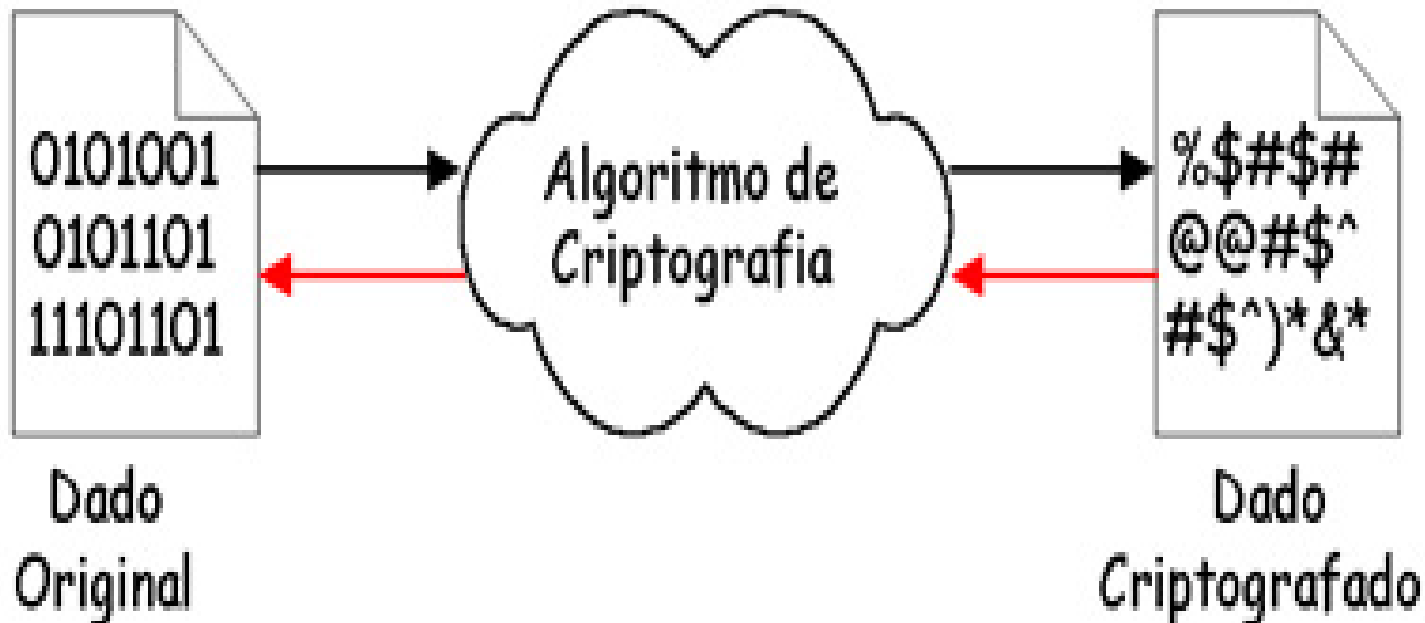 0101001
0101101
11101101
Dado
Original
Algoritmo de
Criptografia
%$#$#
@@#$^
#$^)*&*
Dado
Criptografado